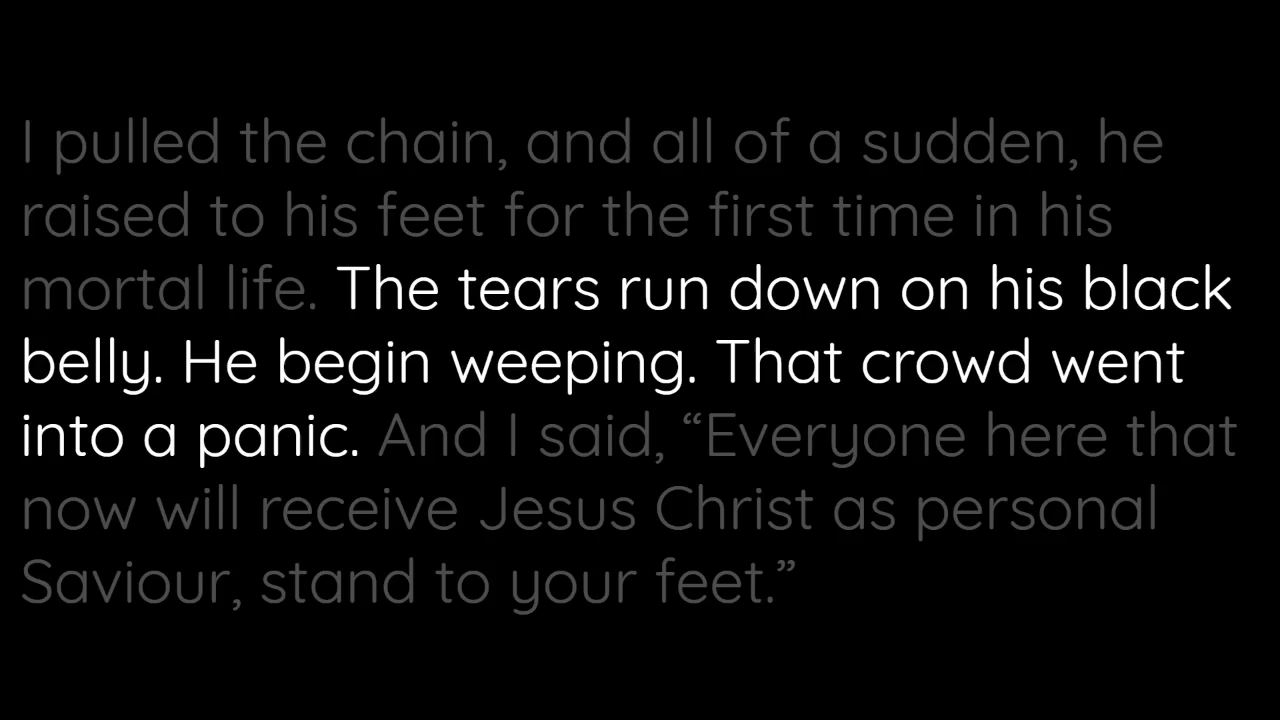 I pulled the chain, and all of a sudden, he
raised to his feet for the first time in his
mortal life. The tears run down on his black
belly. He begin weeping. That crowd went
into a panic. And I said, “Everyone here that
now will receive Jesus Christ as personal
Saviour, stand to your feet.”